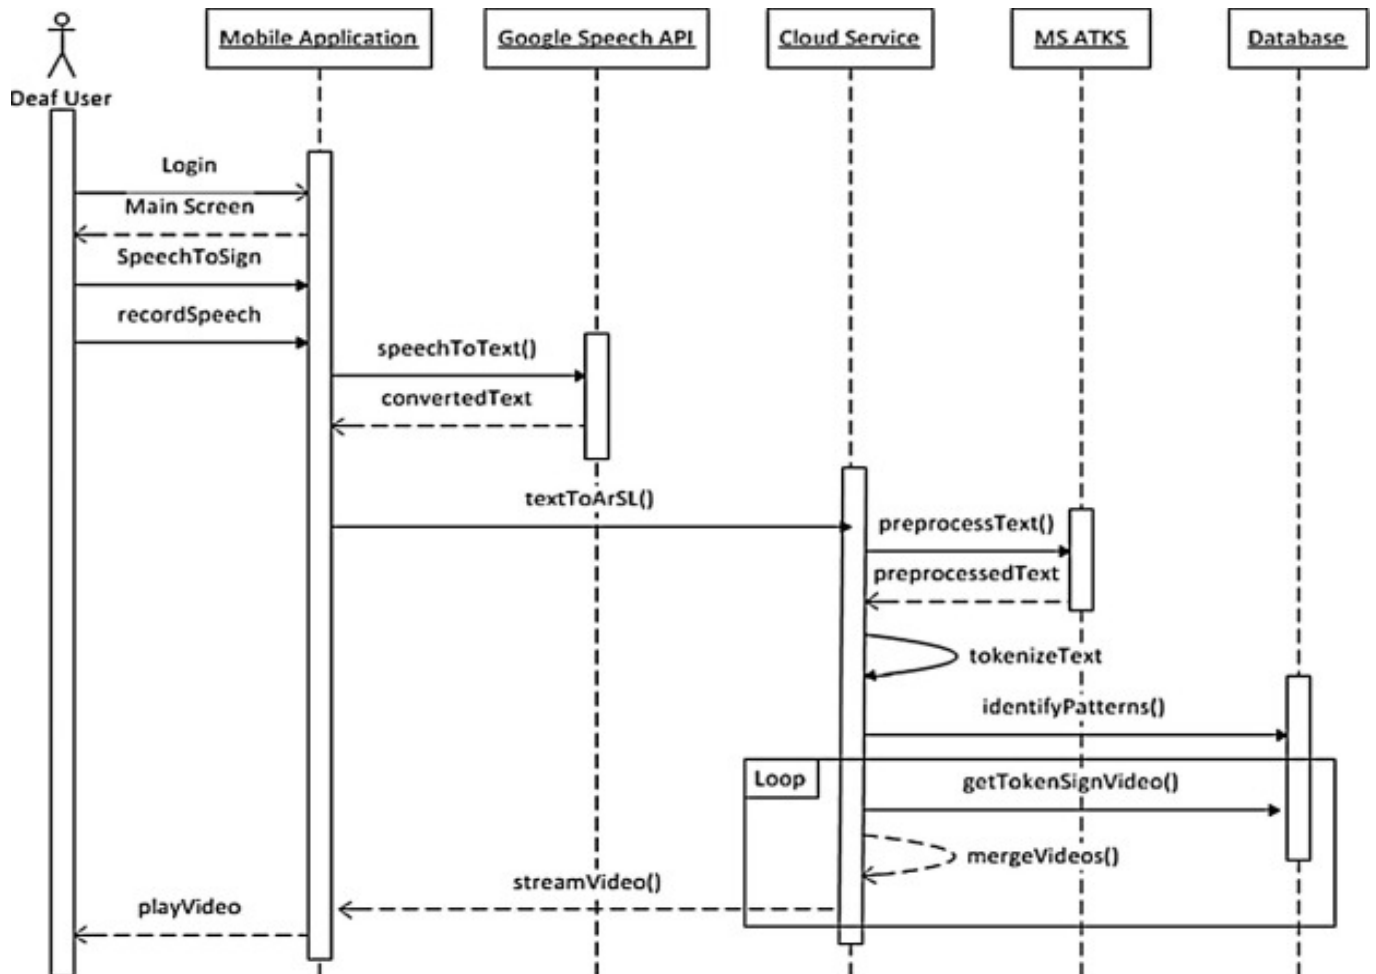 Mobile Application
Google Speech API
Cloud Service
MS ATKS
Database
Deaf User
Login
Main Screen
SpeechToSign
recordSpeech
speechToText()
convertedText
textToArSL()
preprocessText()
preprocessedText
tokenizeText
identifyPatterns()
Loop
getTokenSignVideo()
mergeVideos()
streamVideo()
playVideo